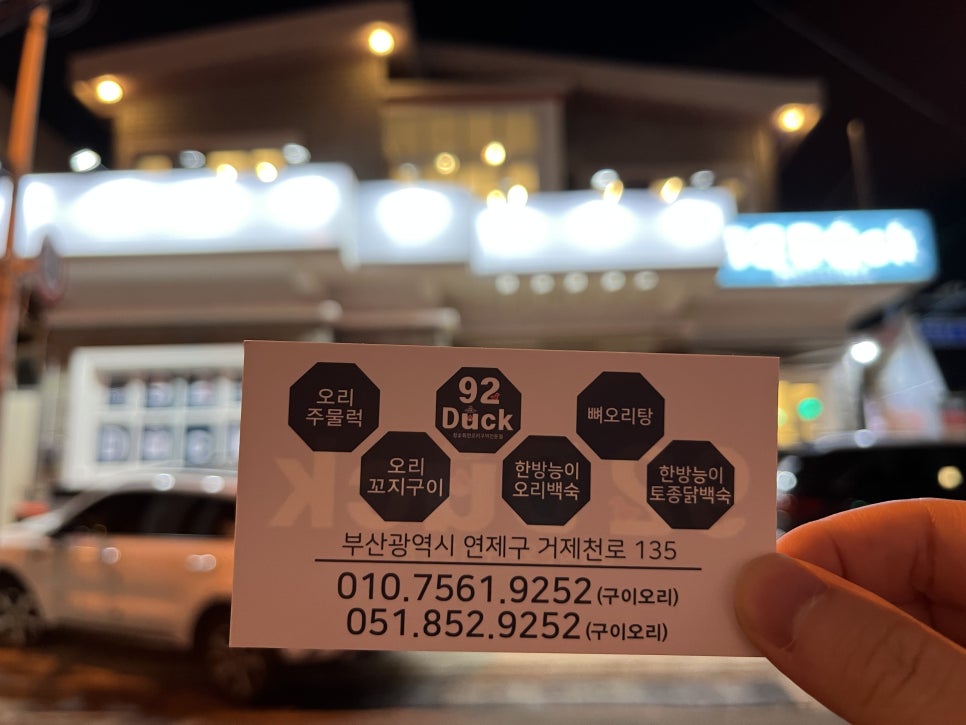 오리
주물럭
92
Duck
뼈오리탕
오리
꼬지구이
한방능이
오리백숙
한방능이
토종닭백숙
부산광역시 연제구 거제천로 135
010.7561.9252 (구이오리)
051.852.9252 (구이오리)
92 Duck